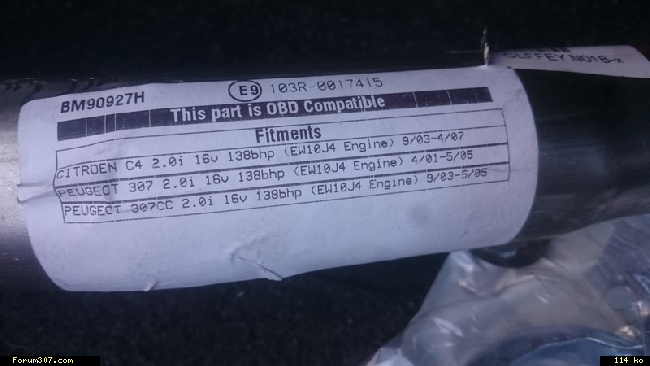 BM90927H
E9 103R-0017415
This part is OBD Compatible
Fitments
CITROEN C4 2.0i 16v 138bhp (EW10J4 Engine) 9/03-4/07
PEUGEOT 307 2.0i 16v 138bhp (EW10J4 Engine) 4/01-5/05
PEUGEOT 307CC 2.0i 16v 138bhp (EW10J4 Engine) 9/03-5/05
Forum307.com
114 ko